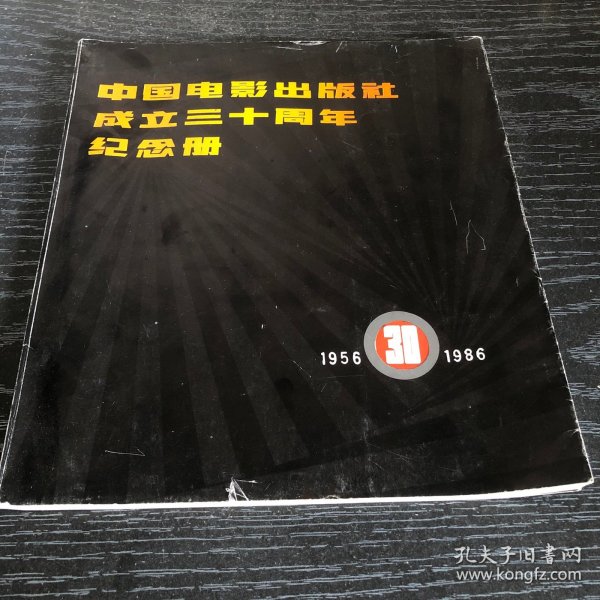 中国电影出版社
成立三十周年
纪念册
1956 30 1986
孔夫子旧书网
www.kongfz.com